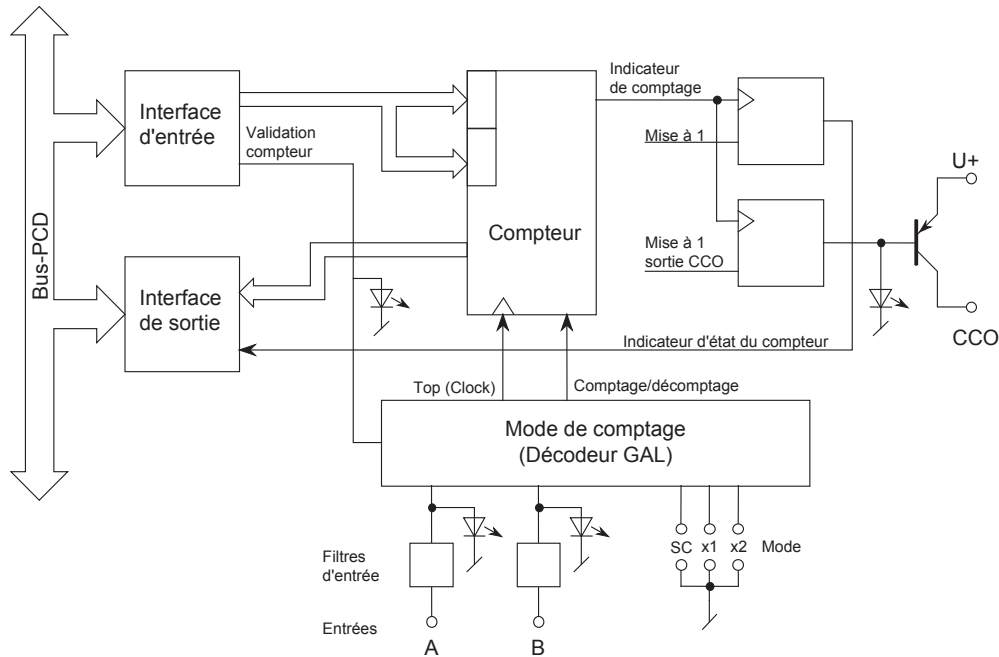 Bus-PCD
Interface
d'entrée
Validation
compteur
Interface
de sortie
Compteur
Indicateur
de comptage
Mise à 1
Mise à 1
sortie CCO
U+
CCO
Indicateur d'état du compteur
Top (Clock)
Comptage/décomptage
Mode de comptage
(Décodeur GAL)
SC x1 x2 Mode
Filtres
d'entrée
Entrées
A
B